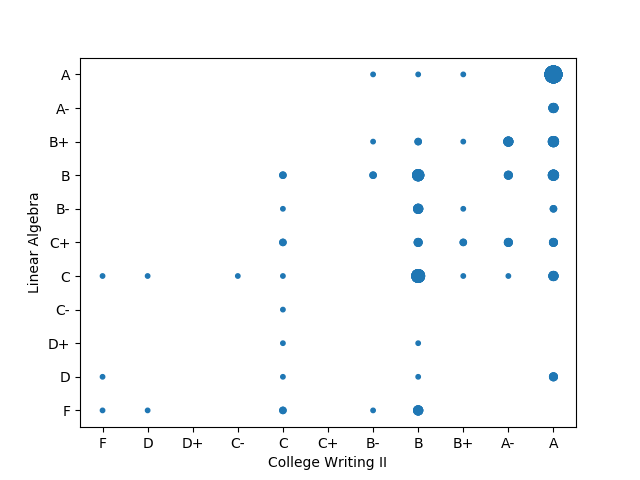 A
A-
B+
B
B-
C+
C
C-
D+
D
F
Linear Algebra
F D D+ C- C C+ B- B B+ A- A
College Writing II